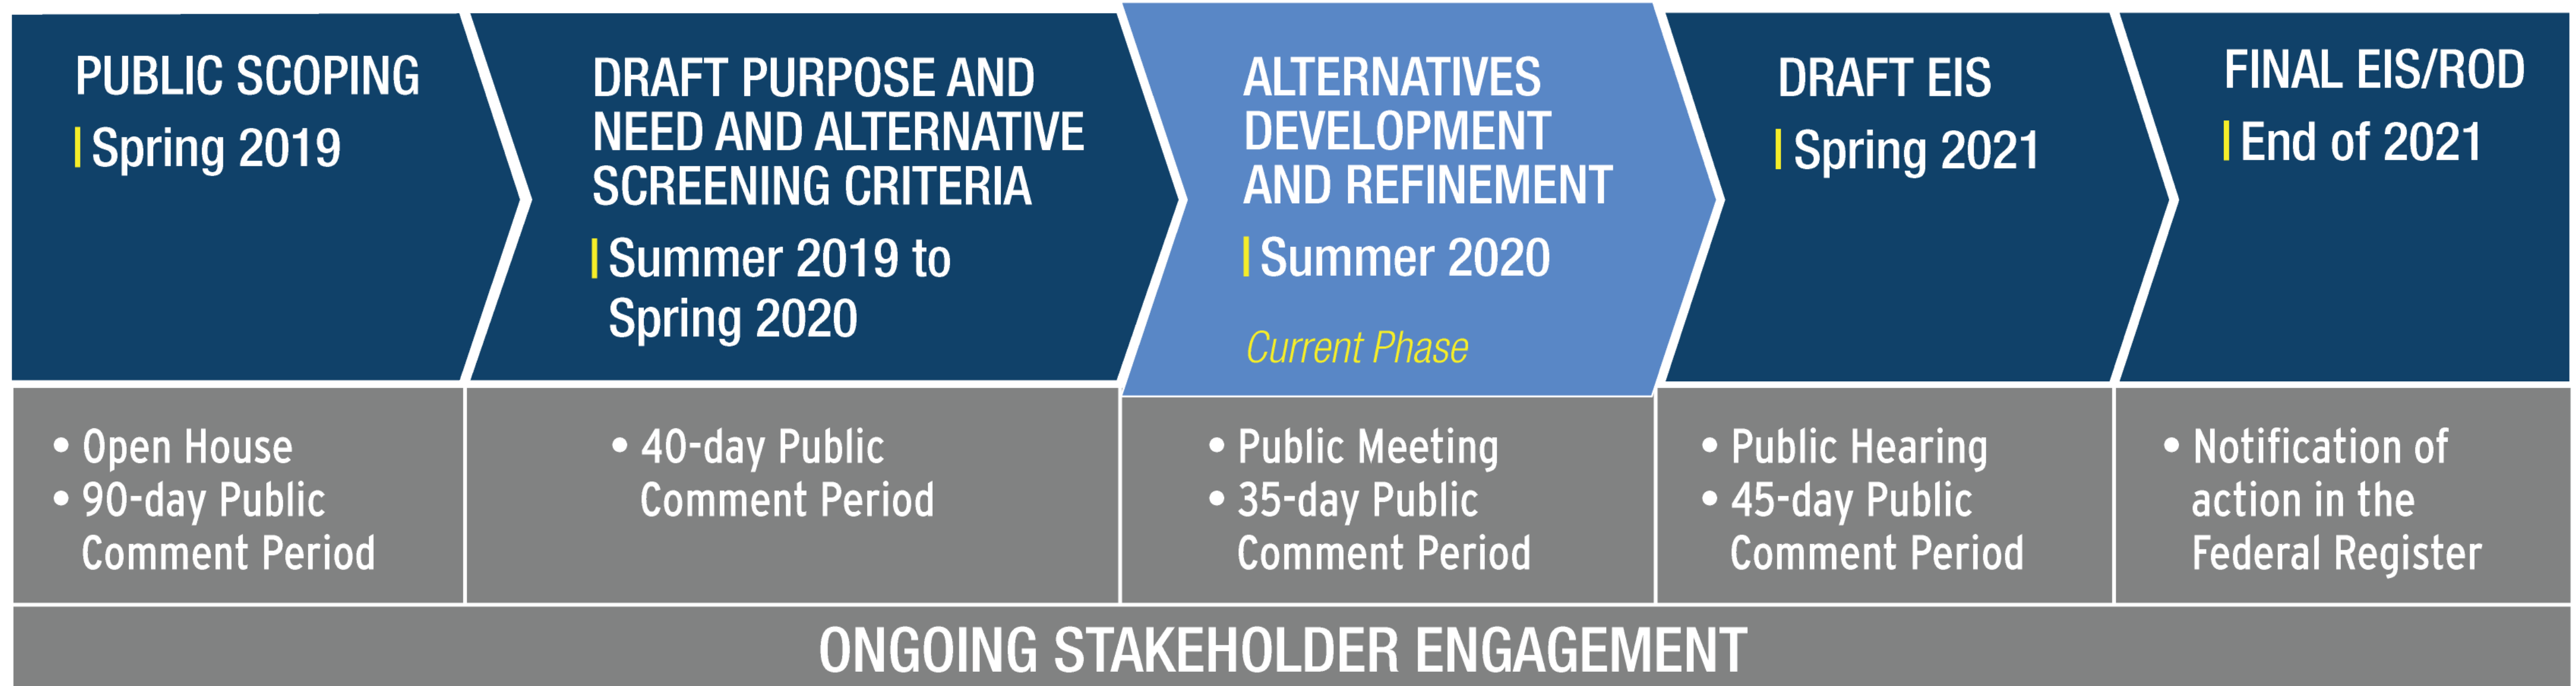 PUBLIC SCOPING
Spring 2019
DRAFT PURPOSE AND
NEED AND ALTERNATIVE
SCREENING CRITERIA
Summer 2019 to
Spring 2020
ALTERNATIVES
DEVELOPMENT
AND REFINEMENT
Summer 2020
Current Phase
DRAFT EIS
Spring 2021
FINAL EIS/ROD
End of 2021
• Open House
• 90-day Public
Comment Period
• 40-day Public
Comment Period
• Public Meeting
• 35-day Public
Comment Period
• Public Hearing
• 45-day Public
Comment Period
• Notification of
action in the
Federal Register
ONGOING STAKEHOLDER ENGAGEMENT